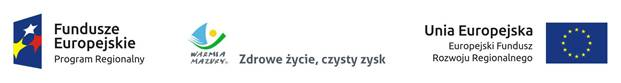 Fundusze
Europejskie
Program Regionalny
WARMIA
MAZURY
Zdrowe życie, czysty zysk
Unia Europejska
Europejski Fundusz
Rozwoju Regionalnego